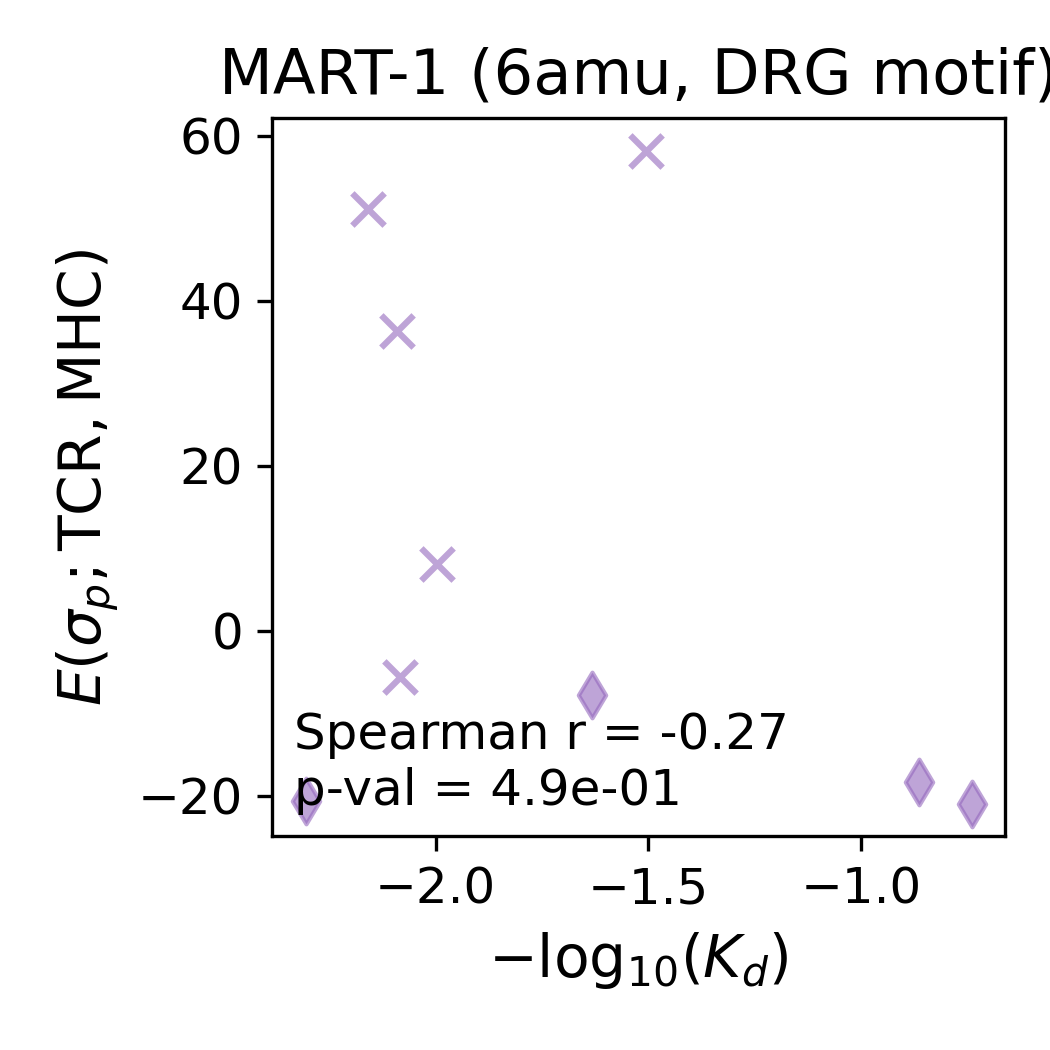 MART-1 (6amu, DRG motif)
60
40
20
0
−20
E(σₚ; TCR, MHC)
Spearman r = -0.27
p-val = 4.9e-01
−2.0 −1.5 −1.0
−log₁₀(K_d)